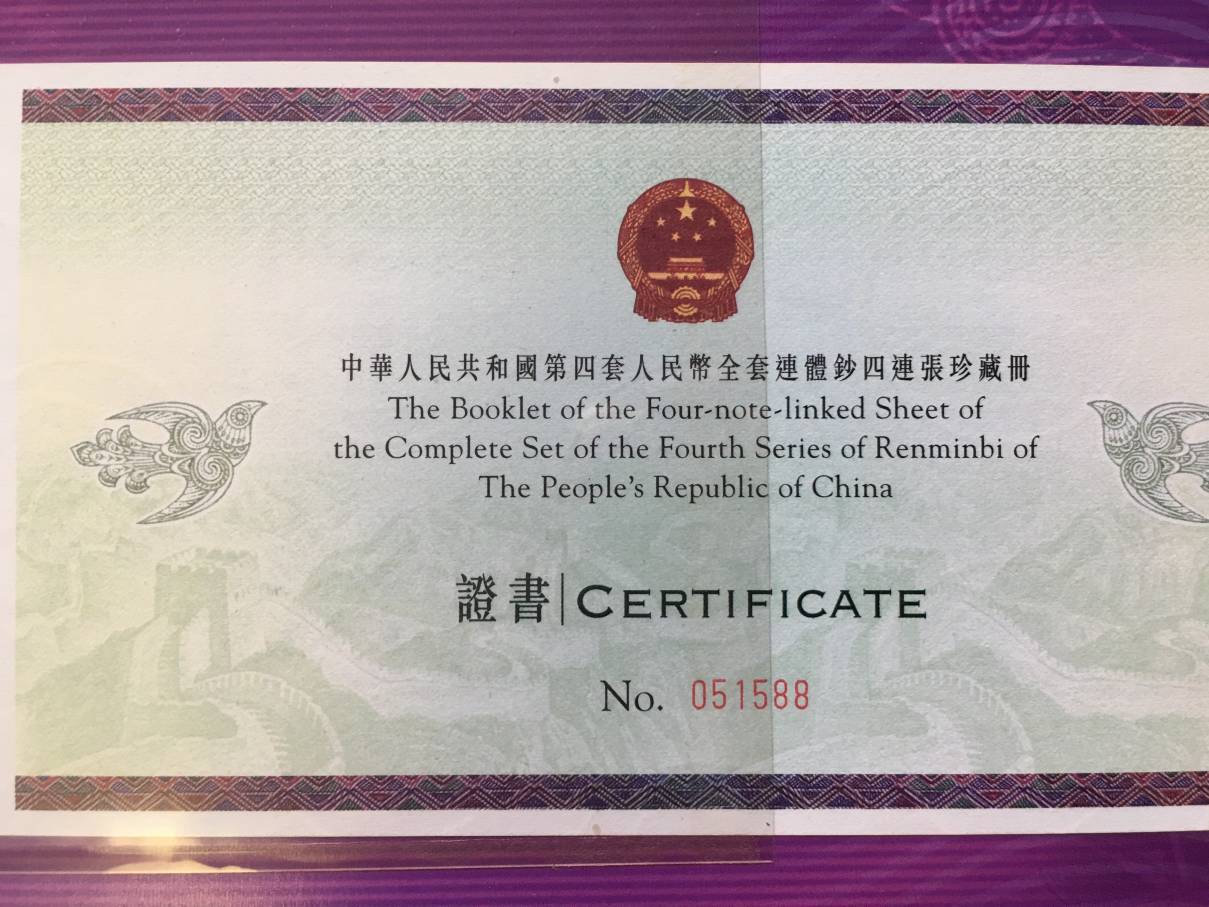 中華人民共和國第四套人民幣全套連體鈔四連張珍藏冊
The Booklet of the Four-note-linked Sheet of
the Complete Set of the Fourth Series of Renminbi of
The People's Republic of China
證書|CERTIFICATE
No. 051588